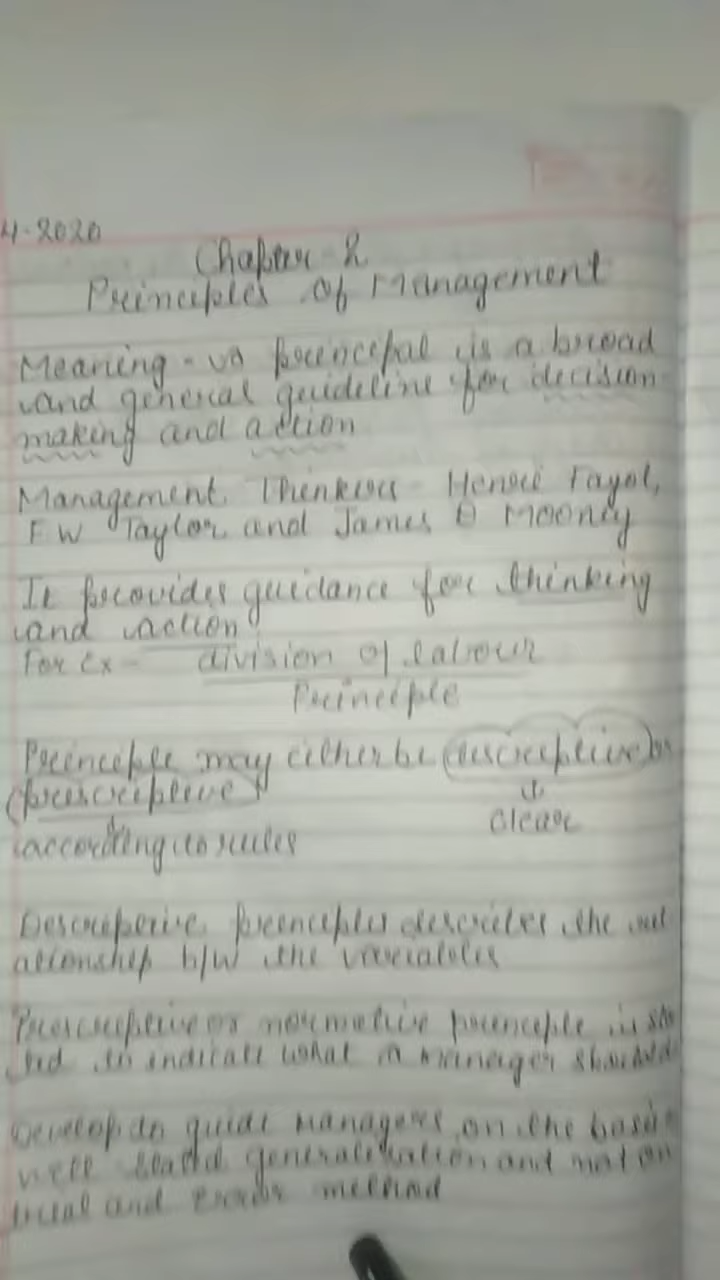 4-2020
Chapter 2
Principles of Management
Meaning - a principal is a broad
and general guideline for decision
making and action
Management Thinkers - Henri Fayol,
F W Taylor and James D Mooney
It provides guidance for thinking
and action
For Ex - division of labour
Principle
Principle may either be descriptive or
prescriptive
clear
according to rules
Descriptive principles describes the rel
ationship b/w the variables
Prescriptive or normative principle is sta
ted to indicate what a manager should
Develop to guide managers on the basis
well stated generalisation and not on
trial and error method